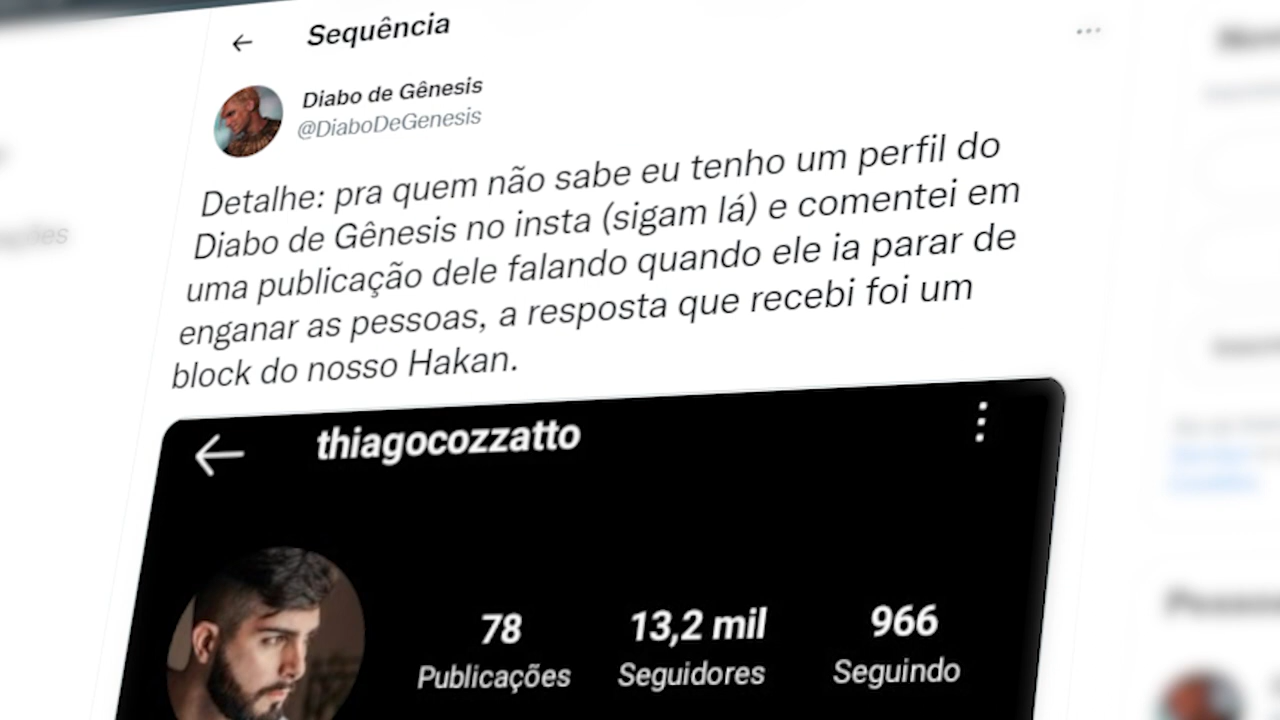 Sequência
Diabo de Gênesis
@DiaboDeGenesis
Detalhe: pra quem não sabe eu tenho um perfil do
Diabo de Gênesis no insta (sigam lá) e comentei em
uma publicação dele falando quando ele ia parar de
enganar as pessoas, a resposta que recebi foi um
block do nosso Hakan.
thiagocozzatto
78 13,2 mil 966
Publicações Seguidores Seguindo